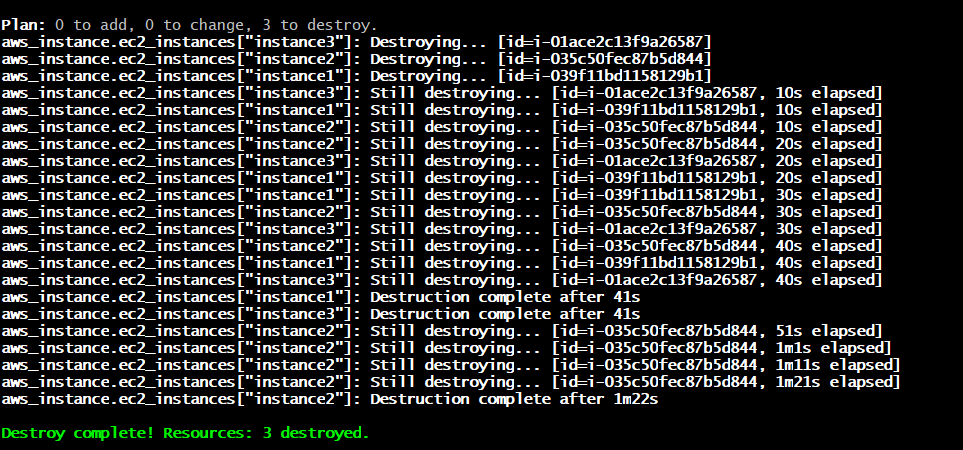 Plan: 0 to add, 0 to change, 3 to destroy.
aws_instance.ec2_instances["instance3"]: Destroying... [id=i-01ace2c13f9a26587]
aws_instance.ec2_instances["instance2"]: Destroying... [id=i-035c50fec87b5d844]
aws_instance.ec2_instances["instance1"]: Destroying... [id=i-039f11bd1158129b1]
aws_instance.ec2_instances["instance3"]: Still destroying... [id=i-01ace2c13f9a26587, 10s elapsed]
aws_instance.ec2_instances["instance1"]: Still destroying... [id=i-039f11bd1158129b1, 10s elapsed]
aws_instance.ec2_instances["instance2"]: Still destroying... [id=i-035c50fec87b5d844, 10s elapsed]
aws_instance.ec2_instances["instance2"]: Still destroying... [id=i-035c50fec87b5d844, 20s elapsed]
aws_instance.ec2_instances["instance3"]: Still destroying... [id=i-01ace2c13f9a26587, 20s elapsed]
aws_instance.ec2_instances["instance1"]: Still destroying... [id=i-039f11bd1158129b1, 20s elapsed]
aws_instance.ec2_instances["instance1"]: Still destroying... [id=i-039f11bd1158129b1, 30s elapsed]
aws_instance.ec2_instances["instance2"]: Still destroying... [id=i-035c50fec87b5d844, 30s elapsed]
aws_instance.ec2_instances["instance3"]: Still destroying... [id=i-01ace2c13f9a26587, 30s elapsed]
aws_instance.ec2_instances["instance2"]: Still destroying... [id=i-035c50fec87b5d844, 40s elapsed]
aws_instance.ec2_instances["instance1"]: Still destroying... [id=i-039f11bd1158129b1, 40s elapsed]
aws_instance.ec2_instances["instance3"]: Still destroying... [id=i-01ace2c13f9a26587, 40s elapsed]
aws_instance.ec2_instances["instance1"]: Destruction complete after 41s
aws_instance.ec2_instances["instance3"]: Destruction complete after 41s
aws_instance.ec2_instances["instance2"]: Still destroying... [id=i-035c50fec87b5d844, 51s elapsed]
aws_instance.ec2_instances["instance2"]: Still destroying... [id=i-035c50fec87b5d844, 1m1s elapsed]
aws_instance.ec2_instances["instance2"]: Still destroying... [id=i-035c50fec87b5d844, 1m11s elapsed]
aws_instance.ec2_instances["instance2"]: Still destroying... [id=i-035c50fec87b5d844, 1m21s elapsed]
aws_instance.ec2_instances["instance2"]: Destruction complete after 1m22s
Destroy complete! Resources: 3 destroyed.